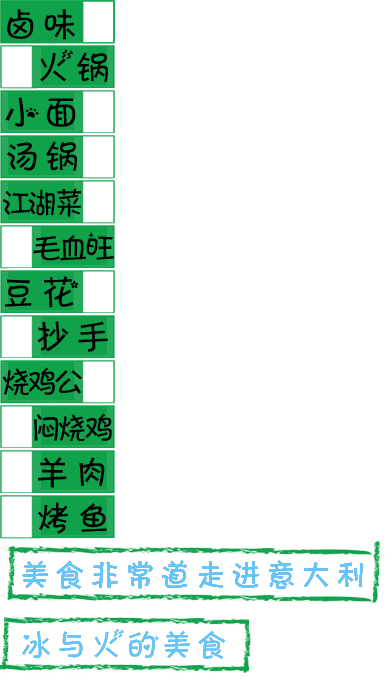 卤味
火锅
小面
汤锅
江湖菜
毛血旺
豆花
抄手
烧鸡公
闷烧鸡
羊肉
烤鱼
美食非常道走进意大利
冰与火的美食